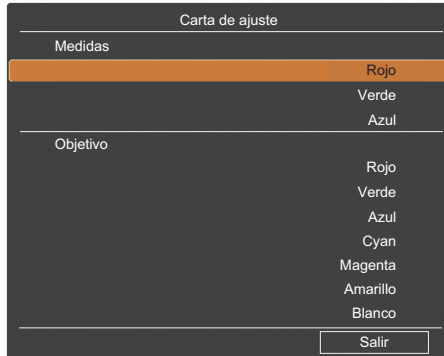 Carta de ajuste
Medidas
Rojo
Verde
Azul
Objetivo
Rojo
Verde
Azul
Cyan
Magenta
Amarillo
Blanco
Salir